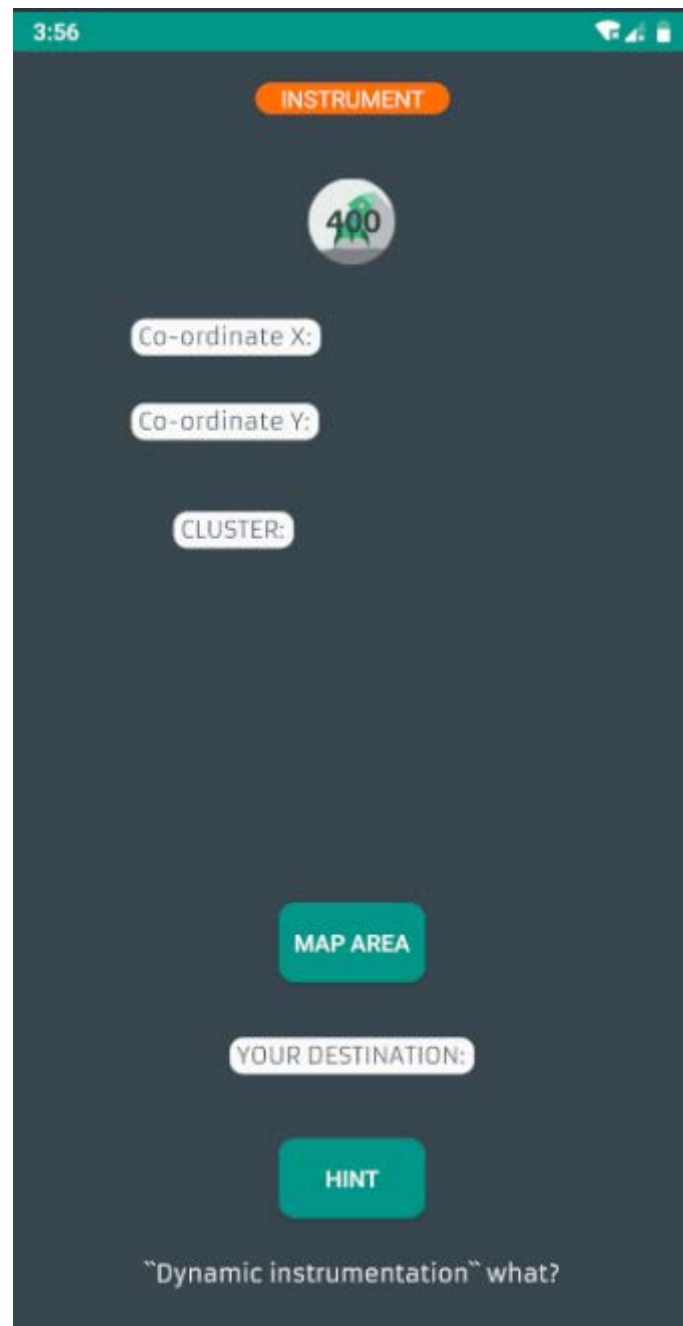 3:56
INSTRUMENT
400
Co-ordinate X:
Co-ordinate Y:
CLUSTER:
MAP AREA
YOUR DESTINATION:
HINT
``Dynamic instrumentation`` what?